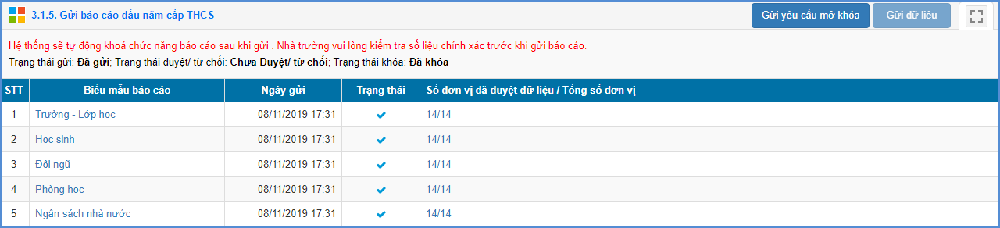 3.1.5. Gửi báo cáo đầu năm cấp THCS
Gửi yêu cầu mở khóa
Gửi dữ liệu
Hệ thống sẽ tự động khoá chức năng báo cáo sau khi gửi . Nhà trường vui lòng kiểm tra số liệu chính xác trước khi gửi báo cáo.
Trạng thái gửi: Đã gửi; Trạng thái duyệt/ từ chối: Chưa Duyệt/ từ chối; Trạng thái khóa: Đã khóa
STT Biểu mẫu báo cáo Ngày gửi Trạng thái Số đơn vị đã duyệt dữ liệu / Tổng số đơn vị
1 Trường - Lớp học 08/11/2019 17:31 14/14
2 Học sinh 08/11/2019 17:31 14/14
3 Đội ngũ 08/11/2019 17:31 14/14
4 Phòng học 08/11/2019 17:31 14/14
5 Ngân sách nhà nước 08/11/2019 17:31 14/14